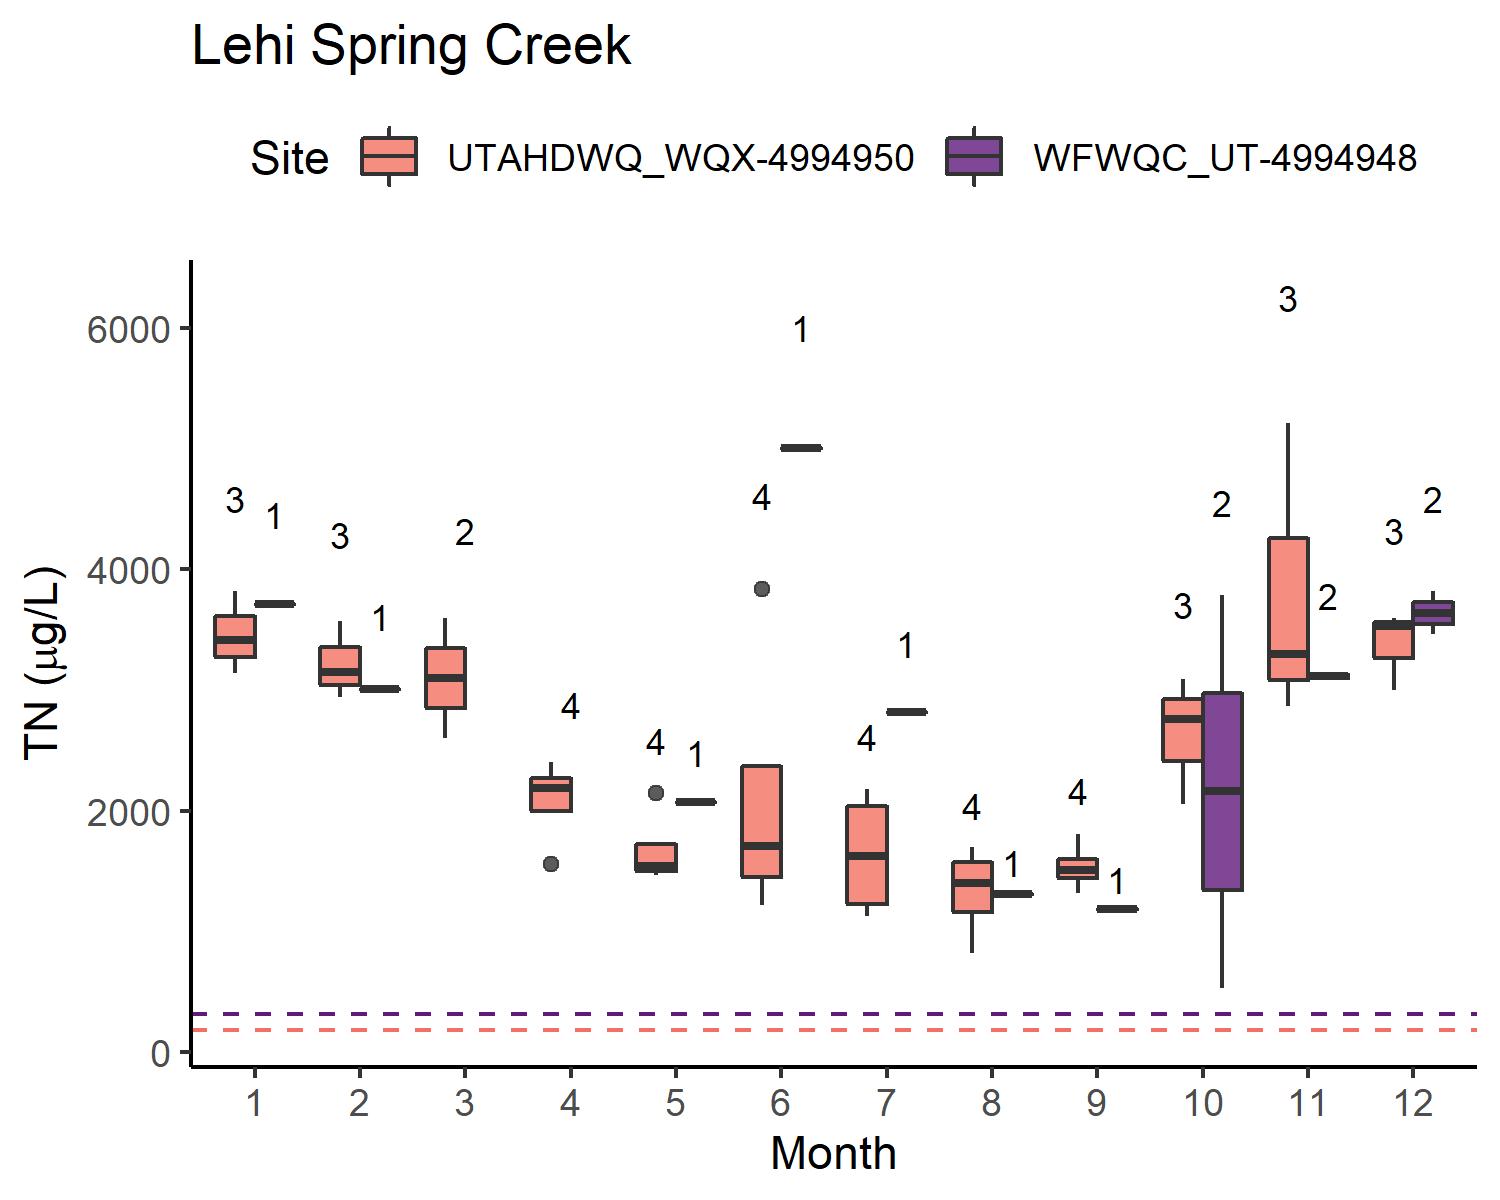 Lehi Spring Creek
Site UTAHDWQ_WQX-4994950 WFWQC_UT-4994948
TN (μg/L)
6000
4000
2000
0
3 1 3 1 2 4 4 1 4 1 4 1 4 1 4 1 3 2 3 2 3 2
1 2 3 4 5 6 7 8 9 10 11 12
Month